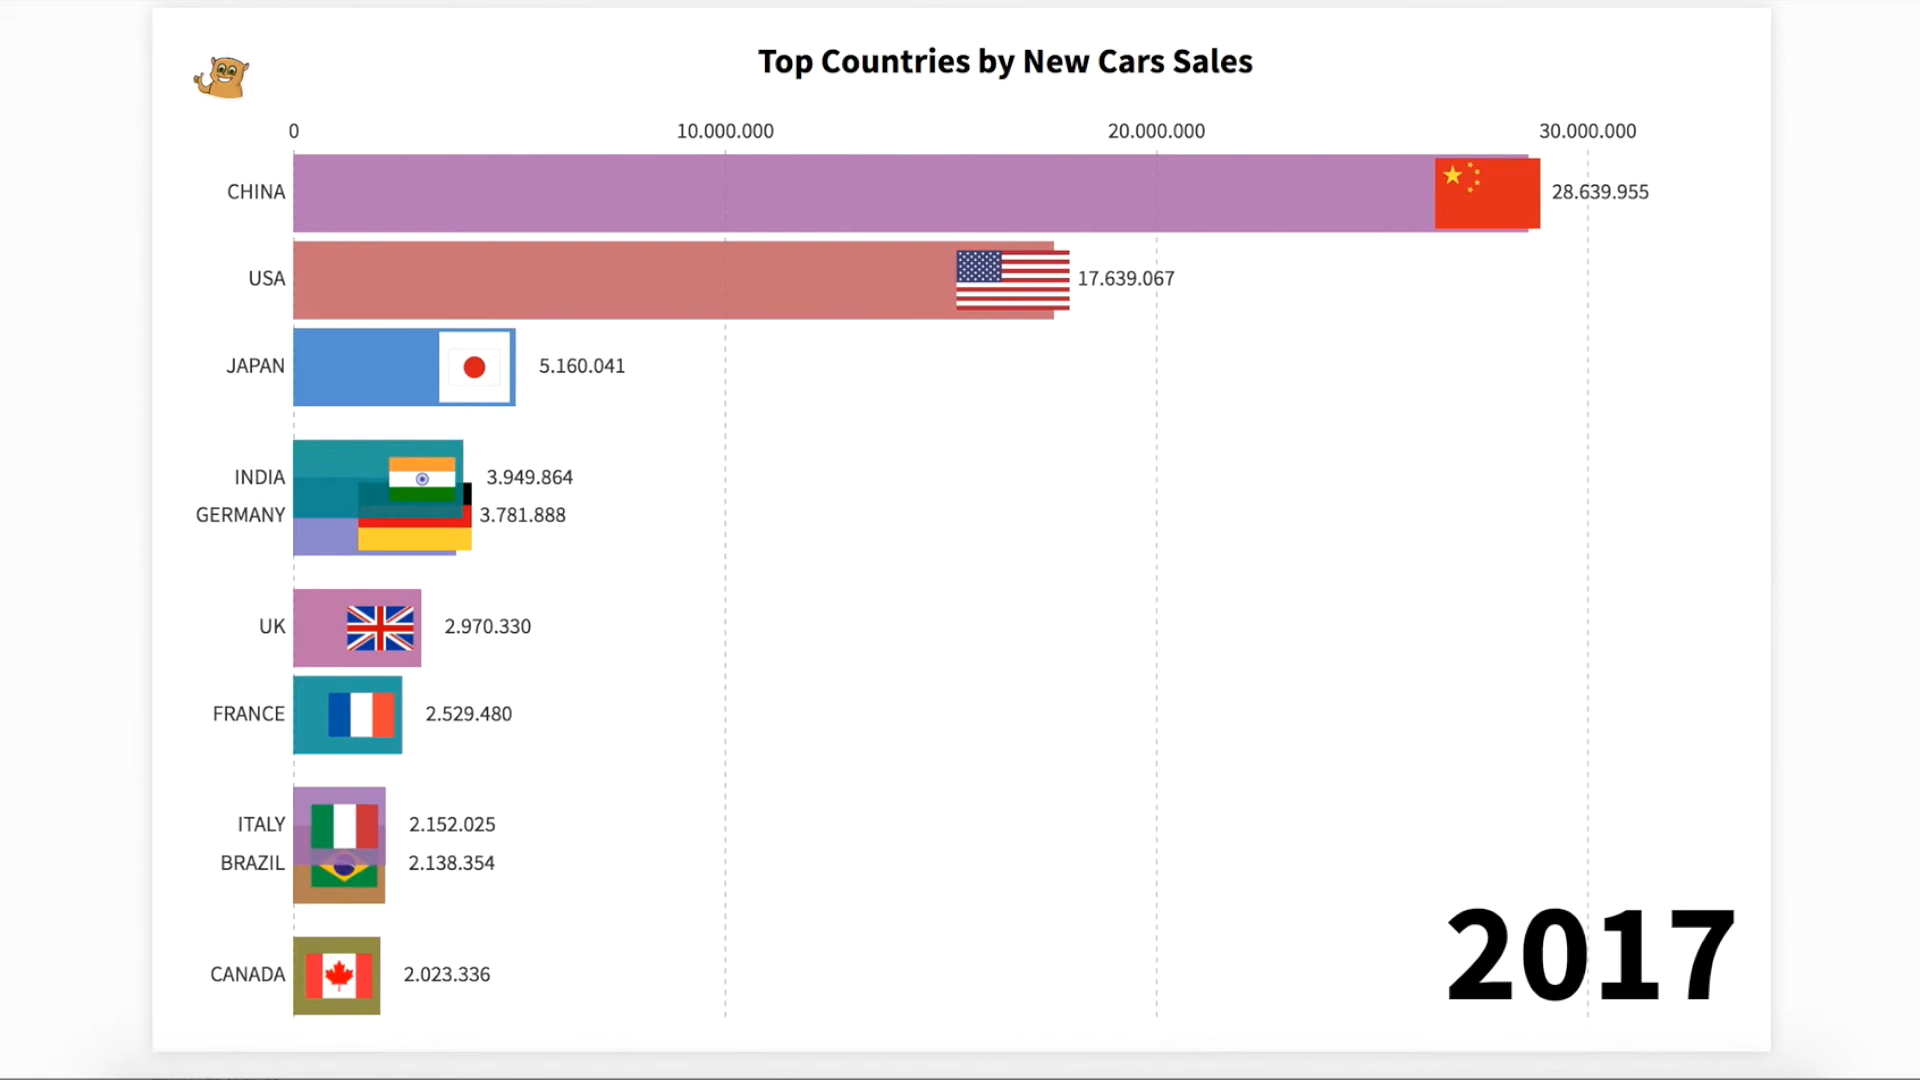 Top Countries by New Cars Sales
0 10.000.000 20.000.000 30.000.000
CHINA 28.639.955
USA 17.639.067
JAPAN 5.160.041
INDIA 3.949.864
GERMANY 3.781.888
UK 2.970.330
FRANCE 2.529.480
ITALY 2.152.025
BRAZIL 2.138.354
CANADA 2.023.336
2017